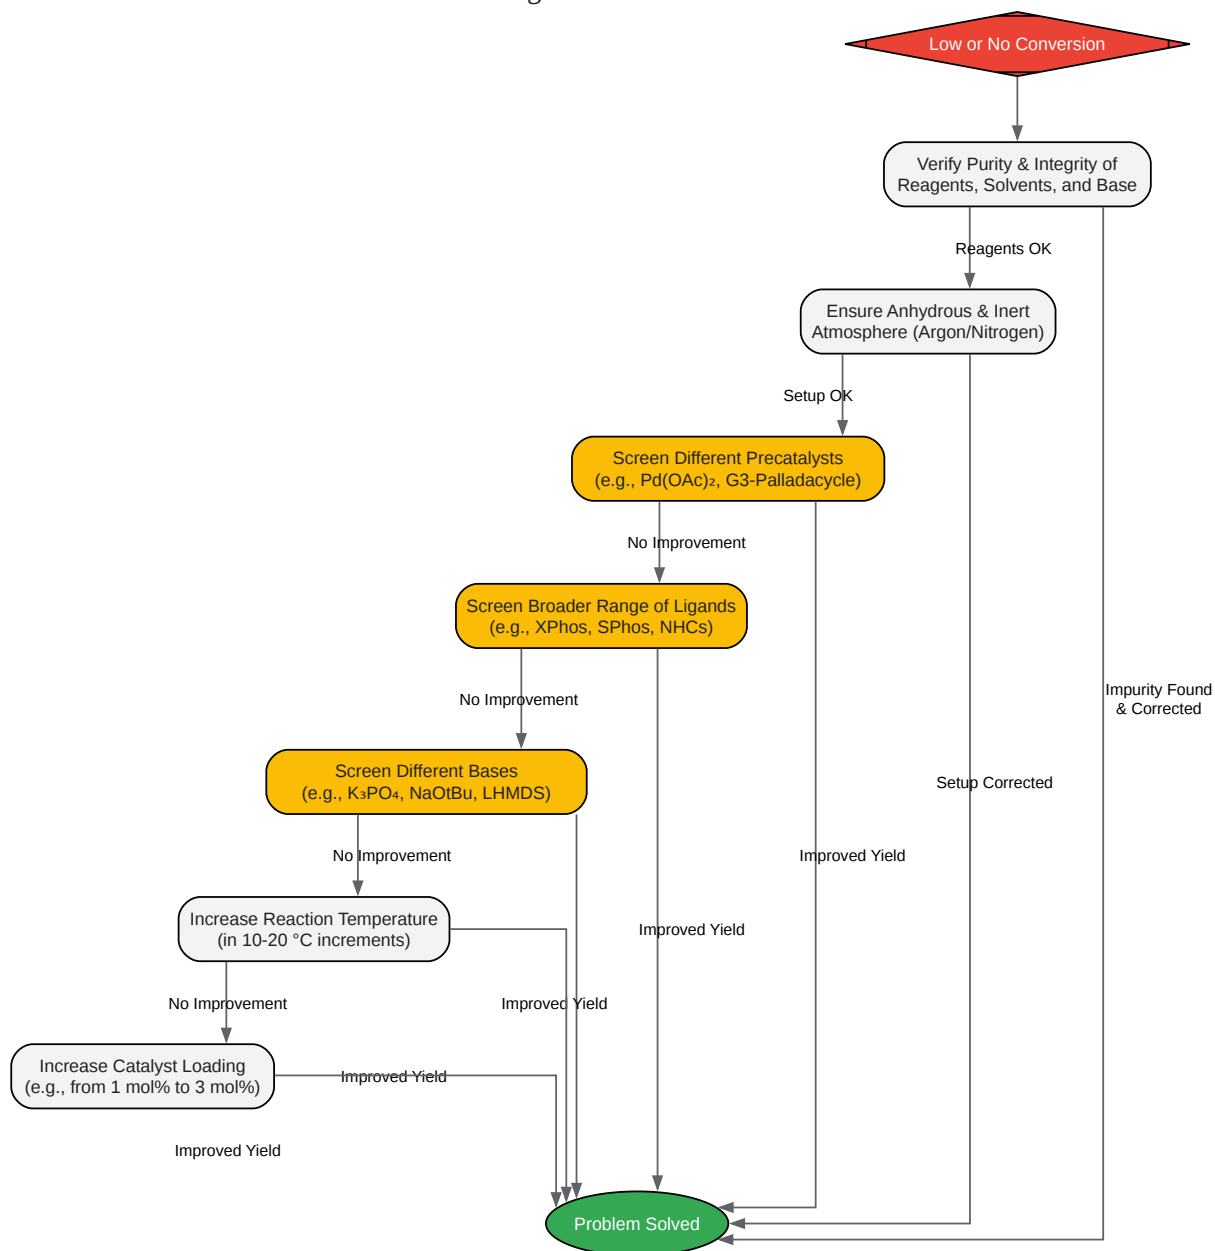 Low or No Conversion
Verify Purity & Integrity of
Reagents, Solvents, and Base
Reagents OK
Ensure Anhydrous & Inert
Atmosphere (Argon/Nitrogen)
Setup OK
Screen Different Precatalysts
(e.g., Pd(OAc)₂, G3-Palladacycle)
No Improvement
Screen Broader Range of Ligands
(e.g., XPhos, SPhos, NHCs)
No Improvement
Impurity Found
& Corrected
Screen Different Bases
(e.g., K₃PO₄, NaOtBu, LHMDS)
Setup Corrected
No Improvement
Improved Yield
Increase Reaction Temperature
(in 10-20 °C increments)
Improved Yield
No Improvement
Improved Yield
Increase Catalyst Loading
(e.g., from 1 mol% to 3 mol%)
Improved Yield
Improved Yield
Problem Solved